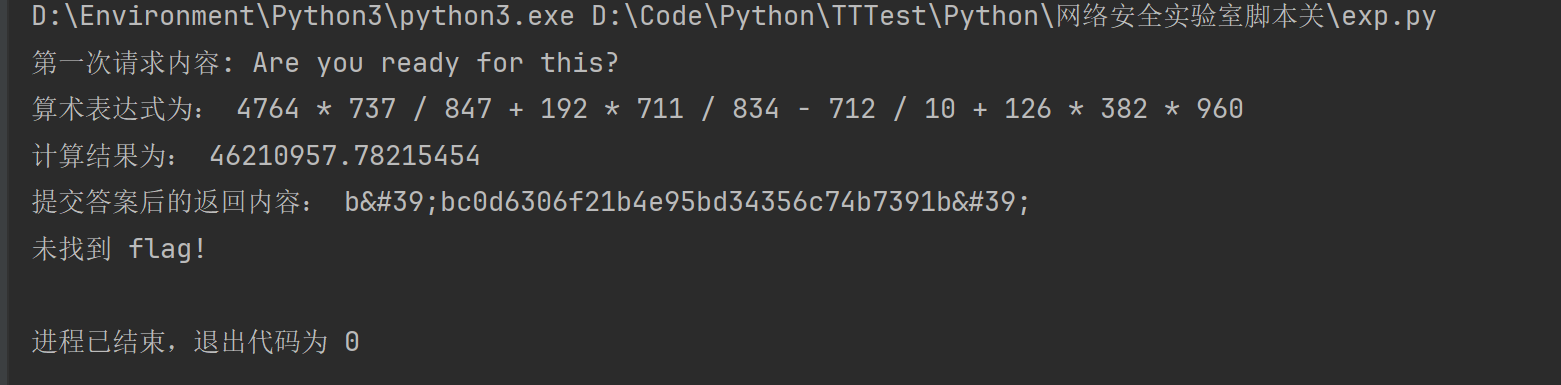 D:\Environment\Python3\python3.exe D:\Code\Python\TTTest\Python\网络安全实验室脚本关\exp.py
第一次请求内容: Are you ready for this?
算术表达式为： 4764 * 737 / 847 + 192 * 711 / 834 - 712 / 10 + 126 * 382 * 960
计算结果为： 46210957.78215454
提交答案后的返回内容： b&#39;bc0d6306f21b4e95bd34356c74b7391b&#39;
未找到 flag!
进程已结束，退出代码为 0